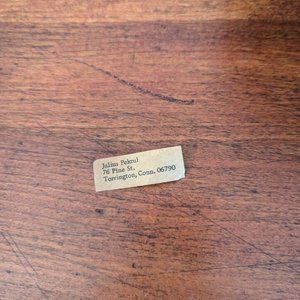 Julius Pekrul
76 Pine St.
Torrington, Conn. 06790